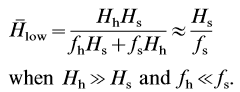 H̄_low = H_h H_s / (f_h H_s + f_s H_h) ≈ H_s / f_s
when H_h ≫ H_s and f_h ≪ f_s.